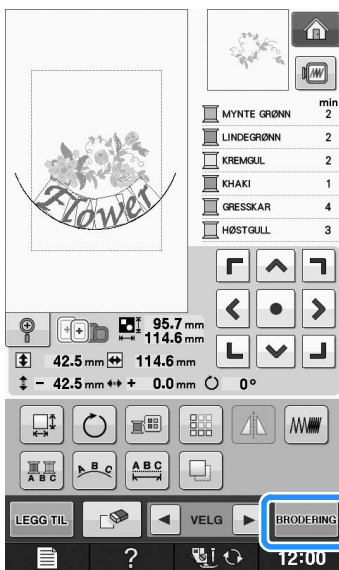 min
MYNTE GRØNN 2
LINDEGRØNN 2
KREMGUL 2
KHAKI 1
GRESSKAR 4
HØSTGULL 3
Flower
95.7 mm
114.6 mm
42.5 mm 114.6 mm
- 42.5 mm + 0.0 mm 0°
A B C
A B C
A B C
LEGG TIL VELG BRODERING
? 12:00